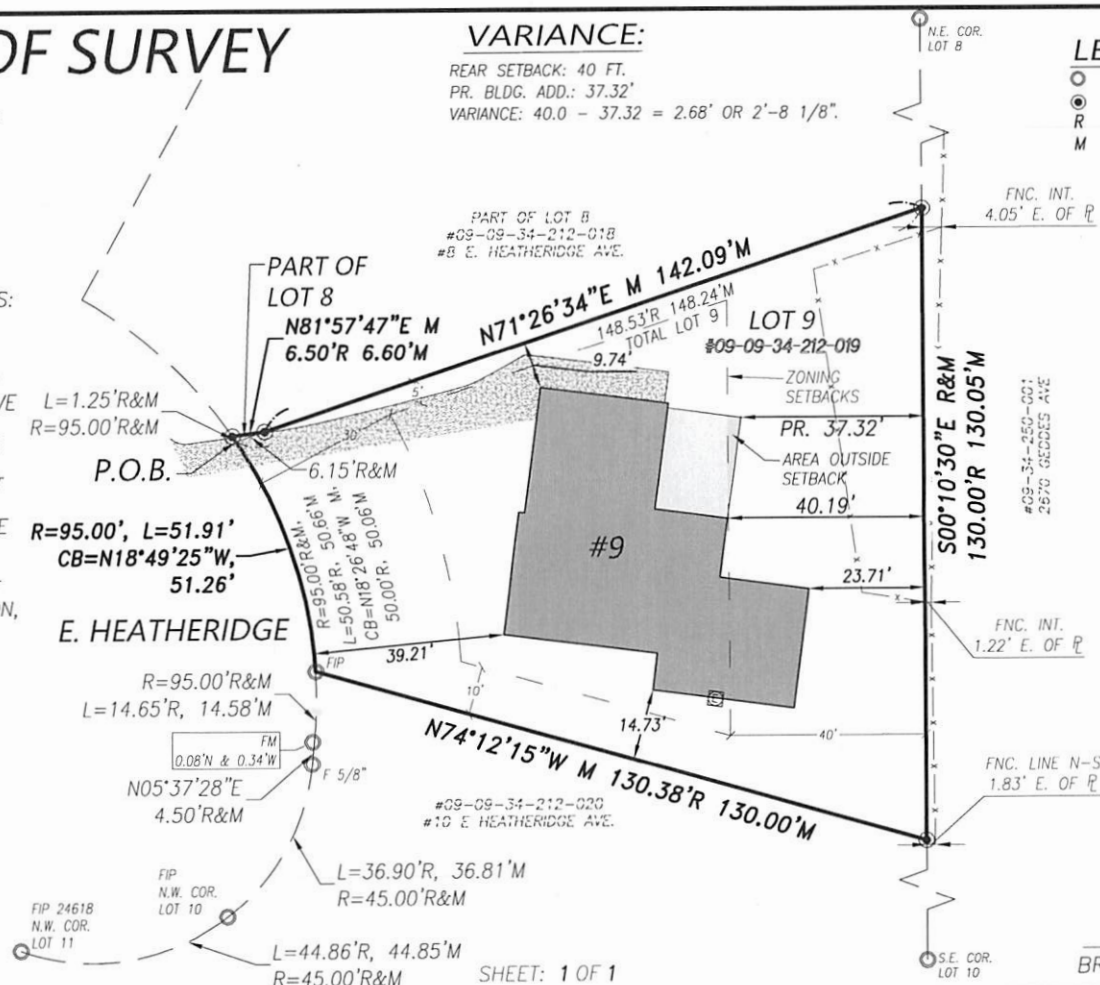 OF SURVEY
VARIANCE:
REAR SETBACK: 40 FT.
PR. BLDG. ADD.: 37.32'
VARIANCE: 40.0 - 37.32 = 2.68' OR 2'-8 1/8".
N.E. COR.
LOT 8
LE
R
M
FNC. INT.
4.05' E. OF ℞
PART OF LOT 8
#09-09-34-212-018
#8 E. HEATHERIDGE AVE.
PART OF
LOT 8
N81°57'47"E M
6.50'R 6.60'M
N71°26'34"E M 142.09'M
148.53'R 148.24'M
TOTAL LOT 9
LOT 9
#09-09-34-212-019
9.74'
ZONING
SETBACKS
PR. 37.32'
AREA OUTSIDE
SETBACK
40.19'
23.71'
S00°10'30"E R&M
130.00'R 130.05'M
#09-34-250-001
2670 GEDDES AVE
S:
VE
L=1.25'R&M
R=95.00'R&M
5'
30'
P.O.B.
6.15'R&M
E
R=95.00', L=51.91'
CB=N18°49'25"W,
51.26'
R=95.00'R&M,
L=50.58'R, 50.66'M
CB=N18°26'48"W M,
50.00'R, 50.06'M
#9
ON,
E. HEATHERIDGE
FIP
39.21'
10'
14.73'
40'
FNC. INT.
1.22' E. OF ℞
R=95.00'R&M
L=14.65'R, 14.58'M
FM
0.08'N & 0.34'W
F 5/8"
N05°37'28"E
4.50'R&M
N74°12'15"W M 130.38'R 130.00'M
#09-09-34-212-020
#10 E HEATHERIDGE AVE.
FNC. LINE N-S
1.83' E. OF ℞
L=36.90'R, 36.81'M
R=45.00'R&M
FIP
N.W. COR.
LOT 10
FIP 24618
N.W. COR.
LOT 11
L=44.86'R, 44.85'M
R=45.00'R&M
SHEET: 1 OF 1
S.E. COR.
LOT 10
BR